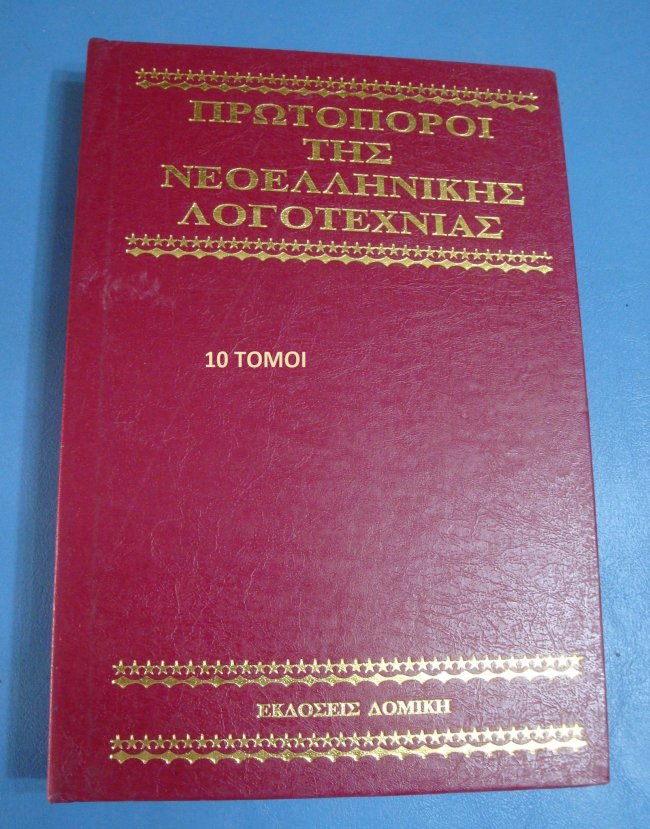 ΠΡΩΤΟΠΟΡΟΙ
ΤΗΣ
ΝΕΟΕΛΛΗΝΙΚΗΣ
ΛΟΓΟΤΕΧΝΙΑΣ
10 ΤΟΜΟΙ
ΕΚΔΟΣΕΙΣ ΔΟΜΙΚΗ